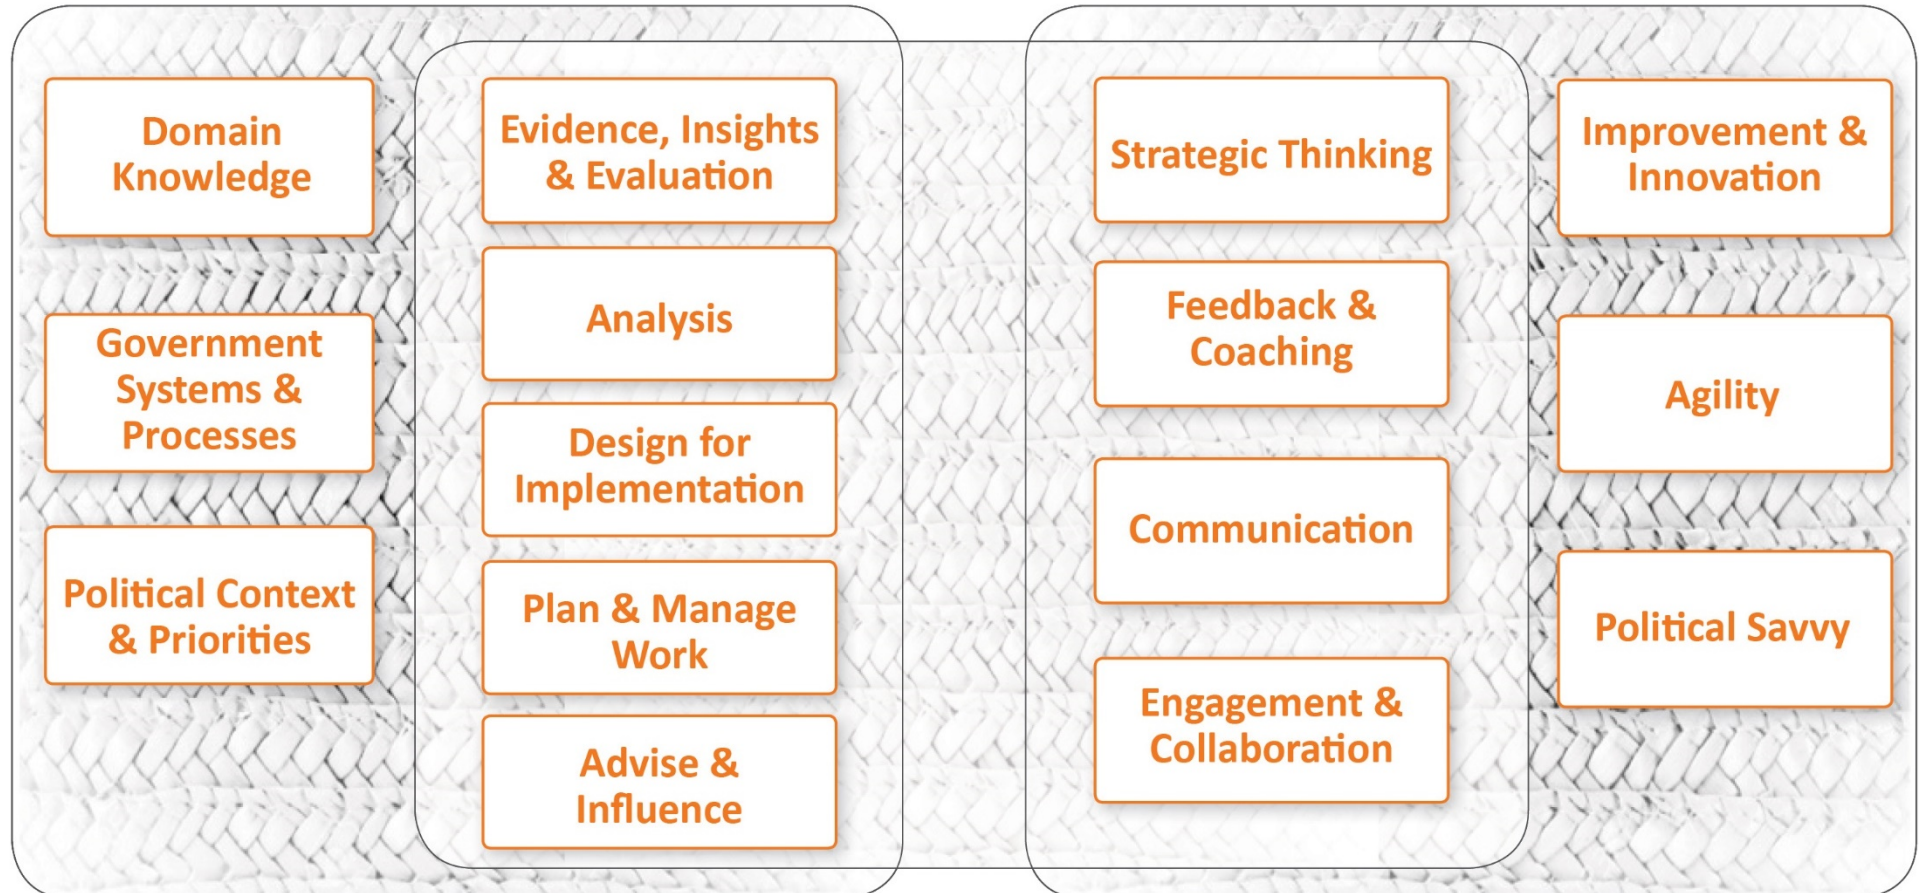 Domain
Knowledge
Government
Systems &
Processes
Political Context
& Priorities
Evidence, Insights
& Evaluation
Analysis
Design for
Implementation
Plan & Manage
Work
Advise &
Influence
Strategic Thinking
Feedback &
Coaching
Communication
Engagement &
Collaboration
Improvement &
Innovation
Agility
Political Savvy